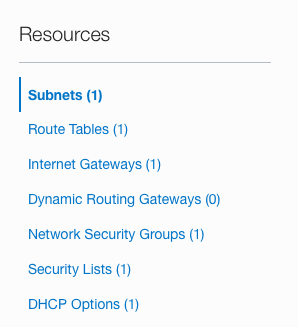 Resources
Subnets (1)
Route Tables (1)
Internet Gateways (1)
Dynamic Routing Gateways (0)
Network Security Groups (1)
Security Lists (1)
DHCP Options (1)